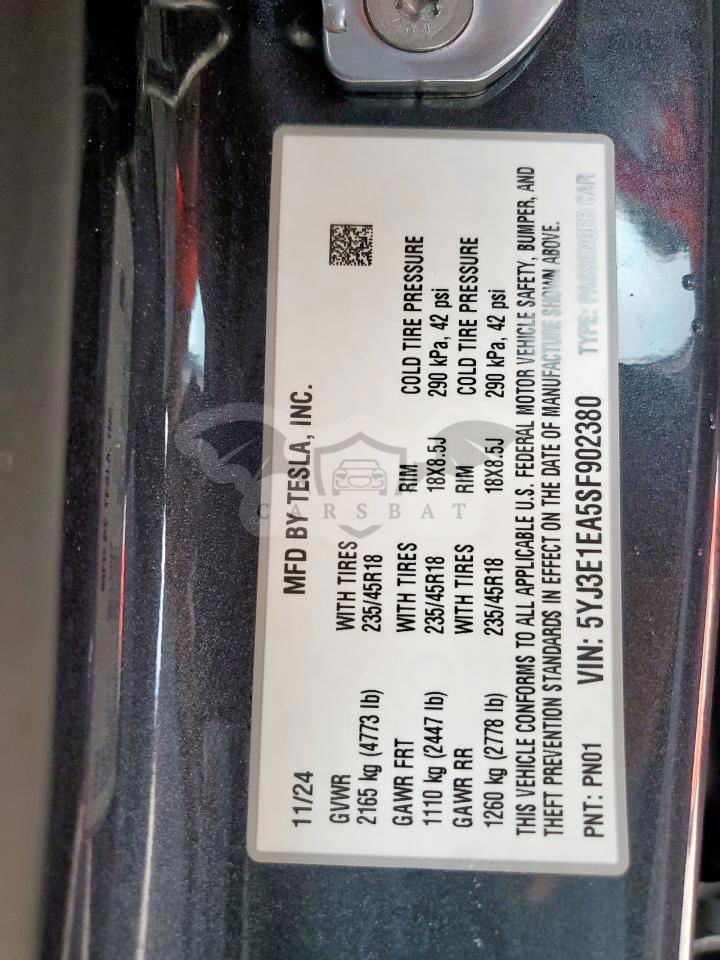 11/24 MFD BY TESLA, INC.
GVWR WITH TIRES
2165 kg (4773 lb) 235/45R18
GAWR FRT WITH TIRES RIM COLD TIRE PRESSURE
1110 kg (2447 lb) 235/45R18 18X8.5J 290 kPa, 42 psi
GAWR RR WITH TIRES RIM COLD TIRE PRESSURE
1260 kg (2778 lb) 235/45R18 18X8.5J 290 kPa, 42 psi
THIS VEHICLE CONFORMS TO ALL APPLICABLE U.S. FEDERAL MOTOR VEHICLE SAFETY, BUMPER, AND
THEFT PREVENTION STANDARDS IN EFFECT ON THE DATE OF MANUFACTURE SHOWN ABOVE.
PNT: PN01 VIN: 5YJ3E1EA5SF902380 TYPE: PASSENGER CAR
CARSBAT